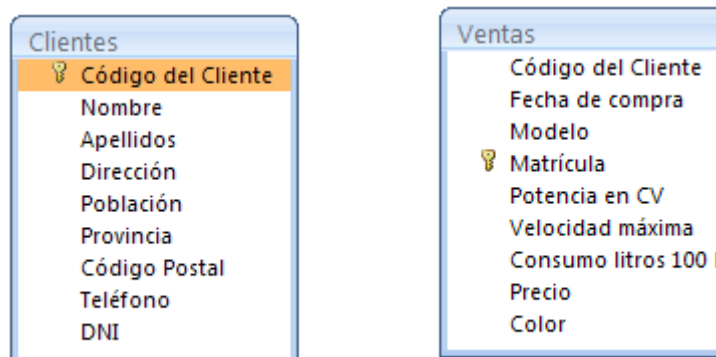 Clientes
Código del Cliente
Nombre
Apellidos
Dirección
Población
Provincia
Código Postal
Teléfono
DNI
Ventas
Código del Cliente
Fecha de compra
Modelo
Matrícula
Potencia en CV
Velocidad máxima
Consumo litros 100
Precio
Color